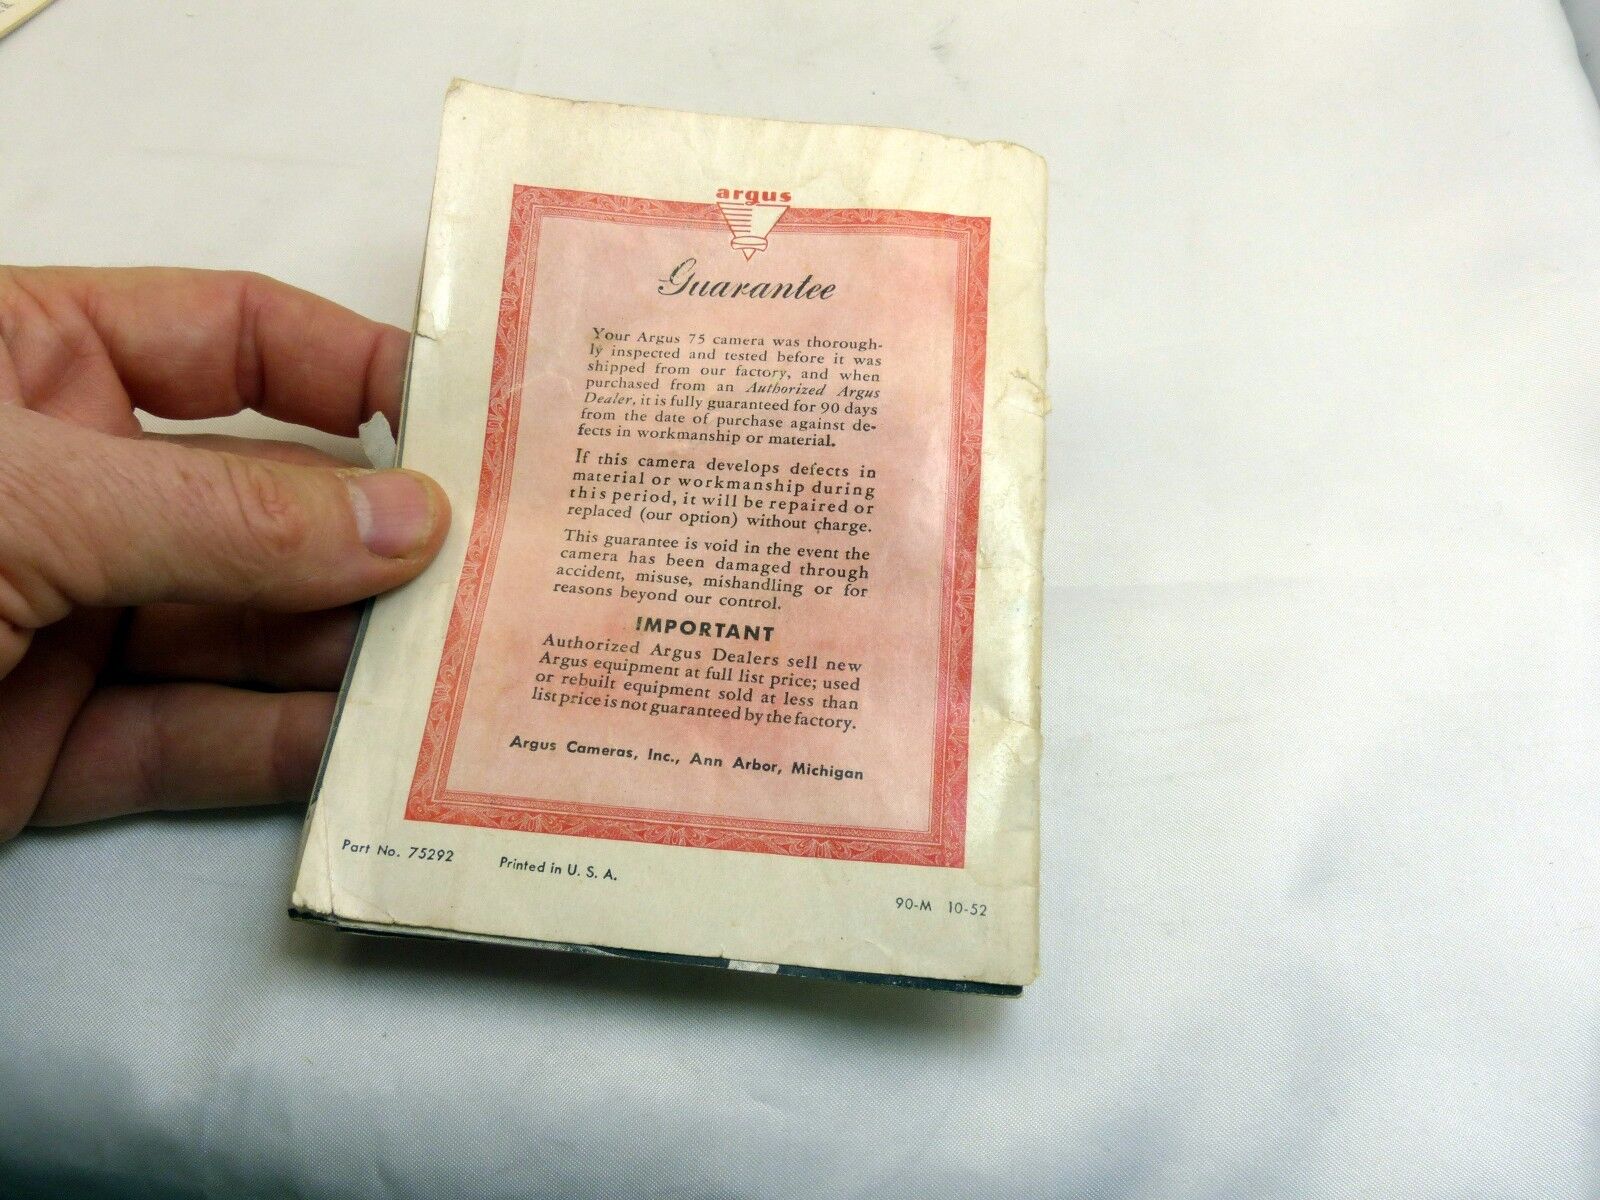 argus
Guarantee
Your Argus 75 camera was thorough-
ly inspected and tested before it was
shipped from our factory, and when
purchased from an Authorized Argus
Dealer, it is fully guaranteed for 90 days
from the date of purchase against de-
fects in workmanship or material.
If this camera develops defects in
material or workmanship during
this period, it will be repaired or
replaced (our option) without charge.
This guarantee is void in the event the
camera has been damaged through
accident, misuse, mishandling or for
reasons beyond our control.
IMPORTANT
Authorized Argus Dealers sell new
Argus equipment at full list price; used
or rebuilt equipment sold at less than
list price is not guaranteed by the factory.
Argus Cameras, Inc., Ann Arbor, Michigan
Part No. 75292 Printed in U. S. A.
90-M 10-52